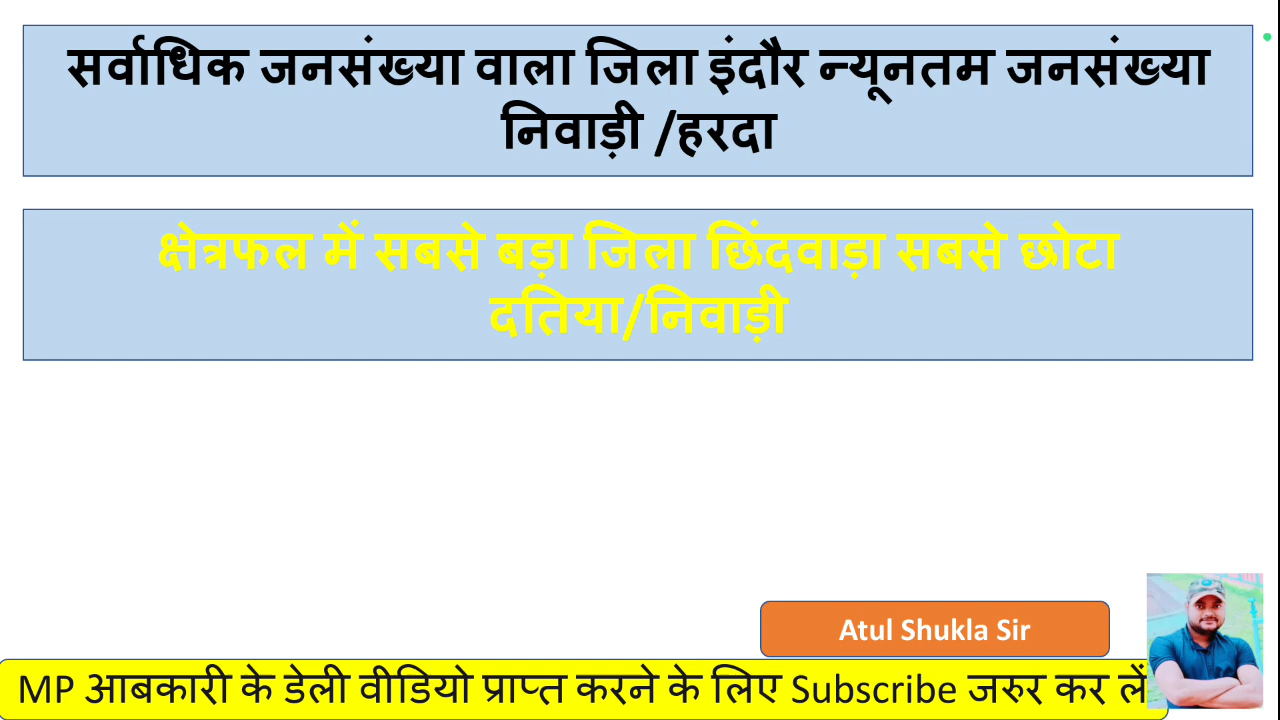 सर्वाधिक जनसंख्या वाला जिला इंदौर न्यूनतम जनसंख्या
निवाड़ी /हरदा
क्षेत्रफल में सबसे बड़ा जिला छिंदवाड़ा सबसे छोटा
दतिया/निवाड़ी
Atul Shukla Sir
MP आबकारी के डेली वीडियो प्राप्त करने के लिए Subscribe जरुर कर लें